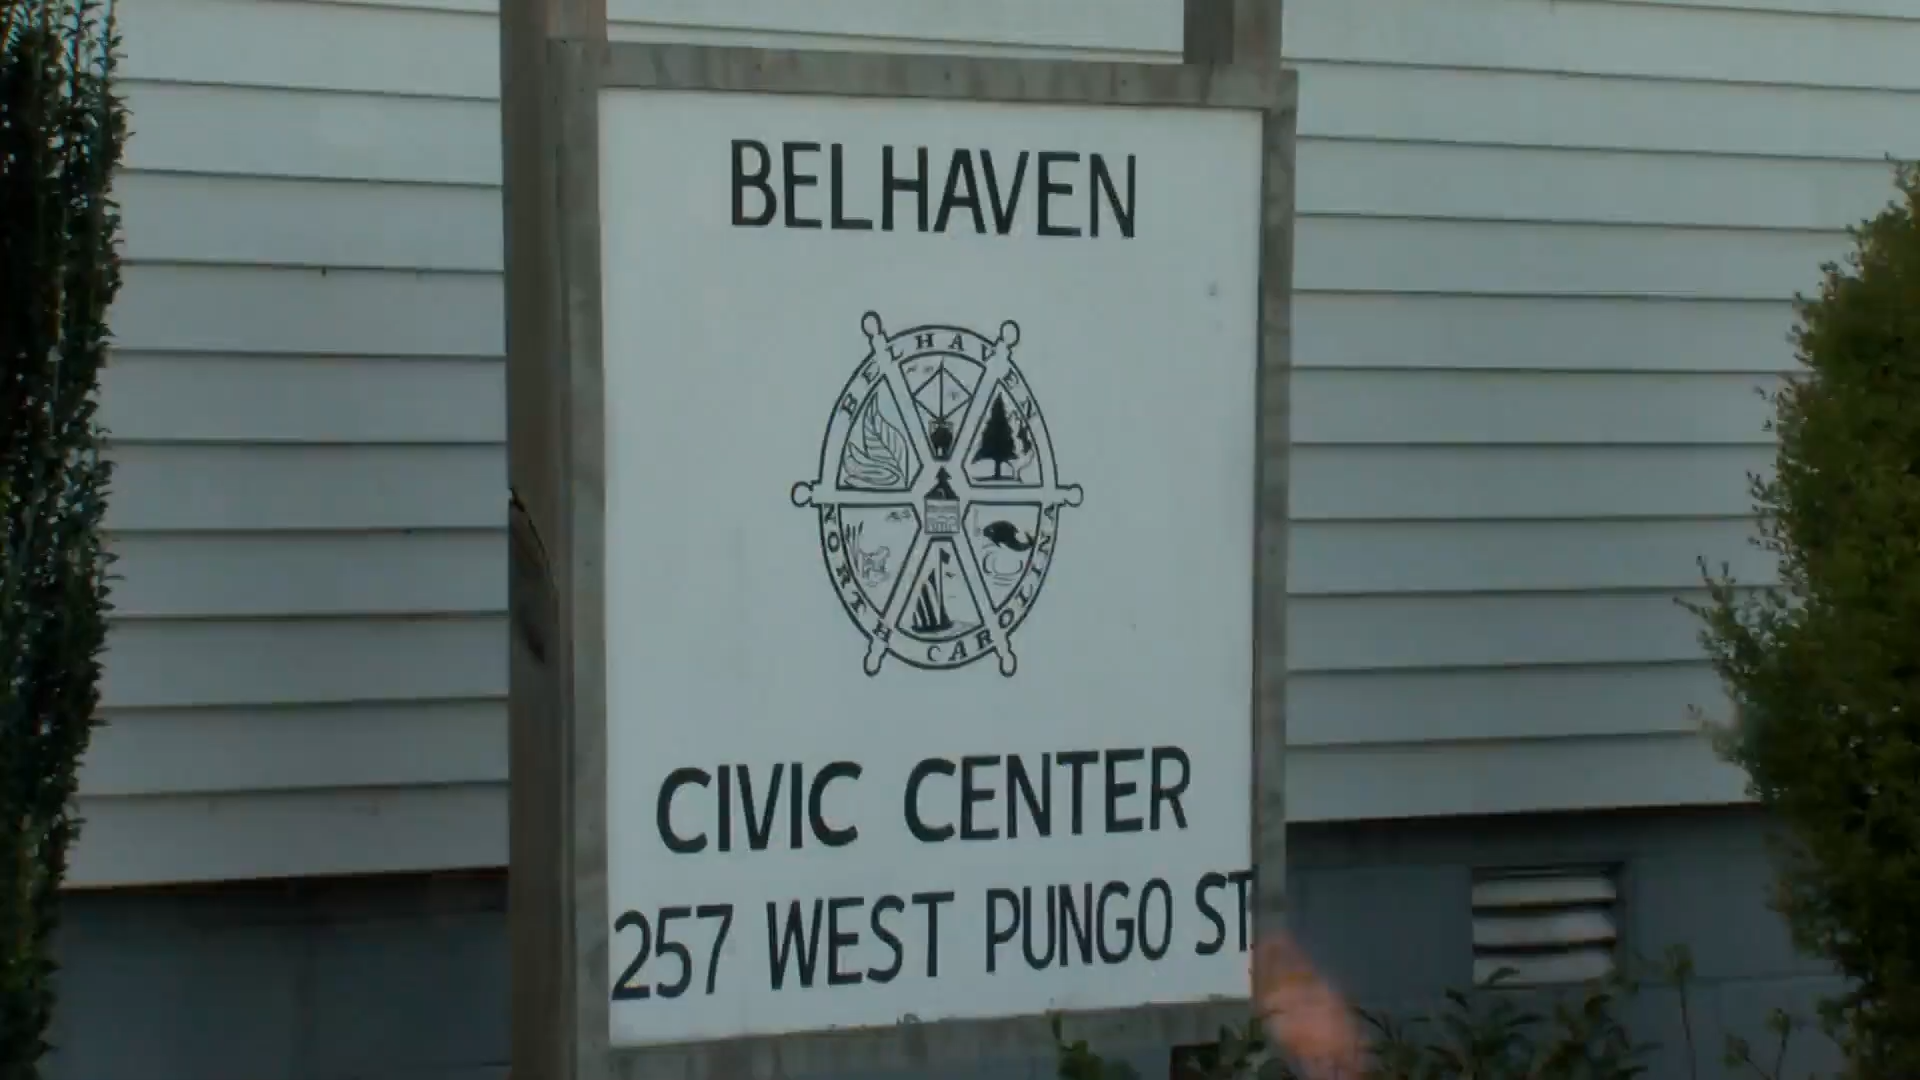 BELHAVEN
BELHAVEN
NORTH CAROLINA
CIVIC CENTER
257 WEST PUNGO ST.